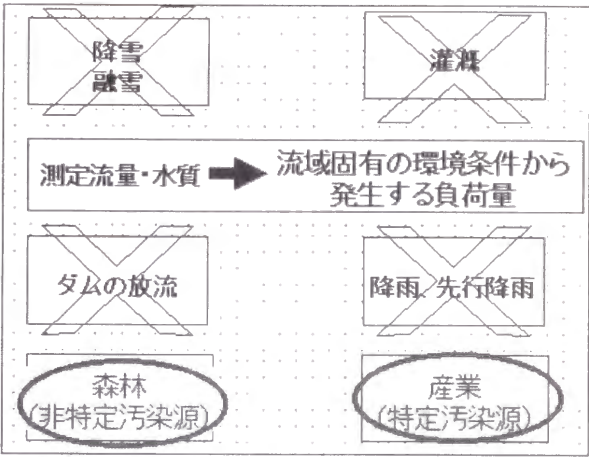 降雪
融雪
灌漑
測定流量・水質
流域固有の環境条件から
発生する負荷量
ダムの放流
降雨、先行降雨
森林
(非特定汚染源)
産業
(特定汚染源)